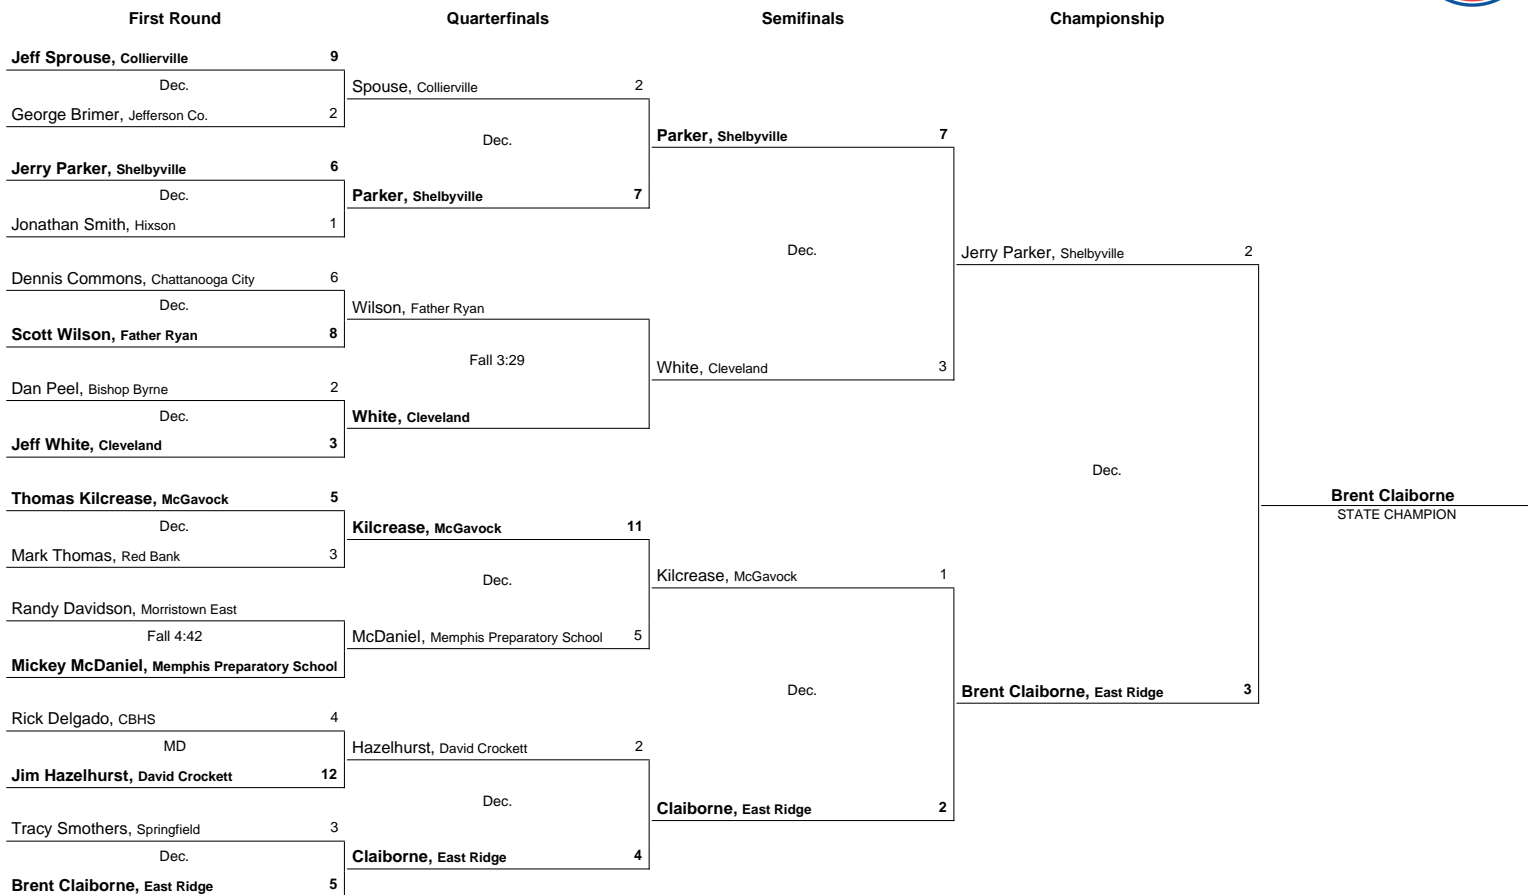 First Round Quarterfinals Semifinals Championship
Jeff Sprouse, Collierville 9
Dec.
George Brimer, Jefferson Co. 2
Jerry Parker, Shelbyville 6
Dec.
Jonathan Smith, Hixson 1
Dennis Commons, Chattanooga City 6
Dec.
Scott Wilson, Father Ryan 8
Dan Peel, Bishop Byrne 2
Dec.
Jeff White, Cleveland 3
Thomas Kilcrease, McGavock 5
Dec.
Mark Thomas, Red Bank 3
Randy Davidson, Morristown East
Fall 4:42
Mickey McDaniel, Memphis Preparatory School
Rick Delgado, CBHS 4
MD
Jim Hazelhurst, David Crockett 12
Tracy Smothers, Springfield 3
Dec.
Brent Claiborne, East Ridge 5
Spouse, Collierville 2
Dec.
Parker, Shelbyville 7
Wilson, Father Ryan
Fall 3:29
White, Cleveland
Kilcrease, McGavock 11
Dec.
McDaniel, Memphis Preparatory School 5
Hazelhurst, David Crockett 2
Dec.
Claiborne, East Ridge 4
Parker, Shelbyville 7
Dec.
White, Cleveland 3
Kilcrease, McGavock 1
Dec.
Claiborne, East Ridge 2
Jerry Parker, Shelbyville 2
Dec.
Brent Claiborne, East Ridge 3
Brent Claiborne
STATE CHAMPION